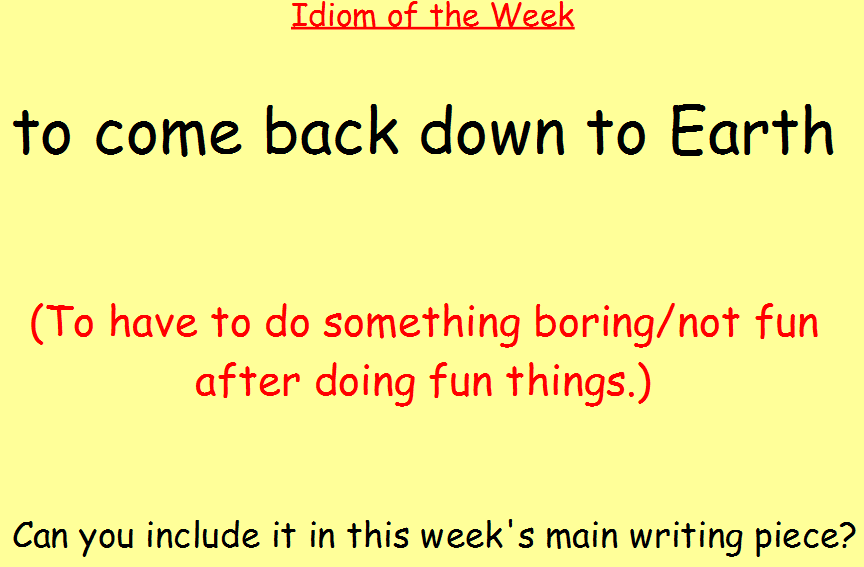 Idiom of the Week
to come back down to Earth
(To have to do something boring/not fun
after doing fun things.)
Can you include it in this week's main writing piece?